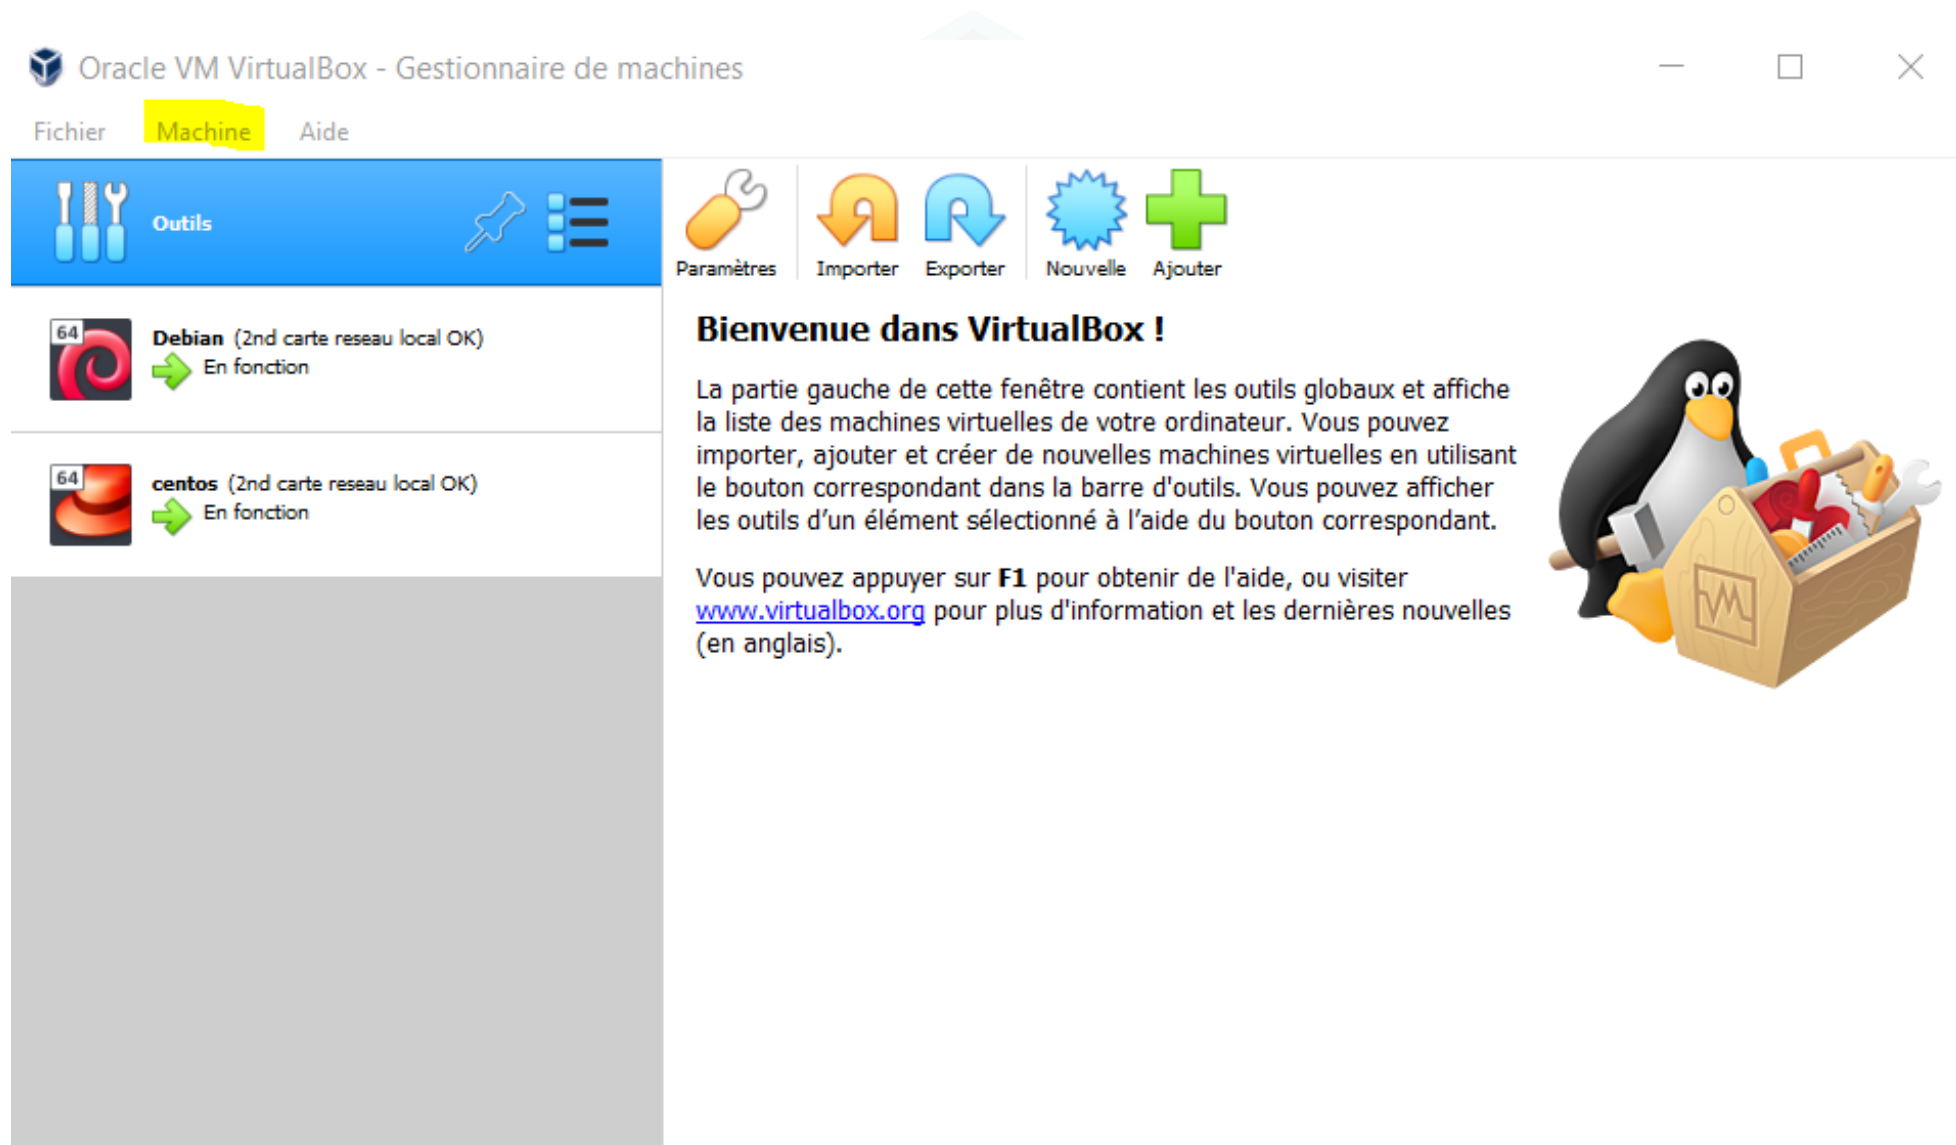 Oracle VM VirtualBox - Gestionnaire de machines
Fichier Machine Aide
Outils
Paramètres Importer Exporter Nouvelle Ajouter
64
Debian (2nd carte reseau local OK)
En fonction
64
centos (2nd carte reseau local OK)
En fonction
Bienvenue dans VirtualBox !
La partie gauche de cette fenêtre contient les outils globaux et affiche
la liste des machines virtuelles de votre ordinateur. Vous pouvez
importer, ajouter et créer de nouvelles machines virtuelles en utilisant
le bouton correspondant dans la barre d'outils. Vous pouvez afficher
les outils d’un élément sélectionné à l’aide du bouton correspondant.
Vous pouvez appuyer sur F1 pour obtenir de l'aide, ou visiter
www.virtualbox.org pour plus d'information et les dernières nouvelles
(en anglais).